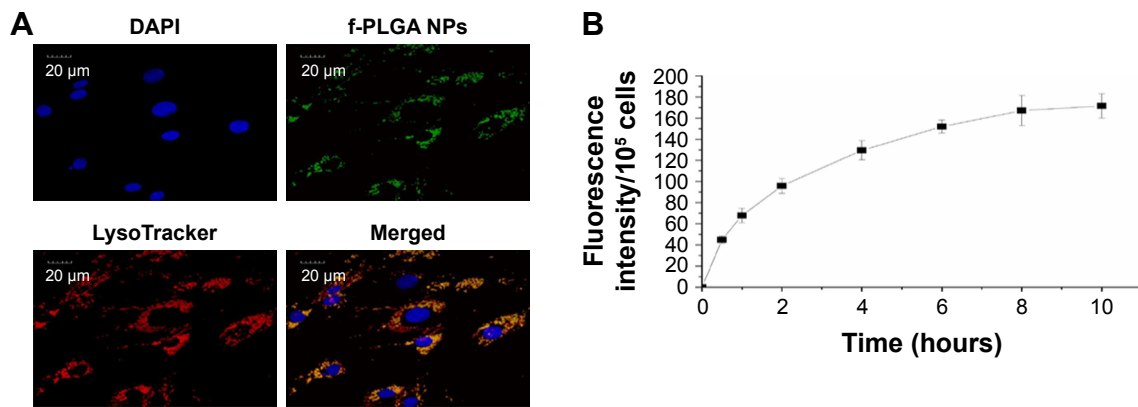 A
DAPI
20 µm
f-PLGA NPs
20 µm
LysoTracker
20 µm
Merged
20 µm
B
Fluorescence
intensity/10⁵ cells
200
180
160
140
120
100
80
60
40
20
0
0
2
4
6
8
10
Time (hours)